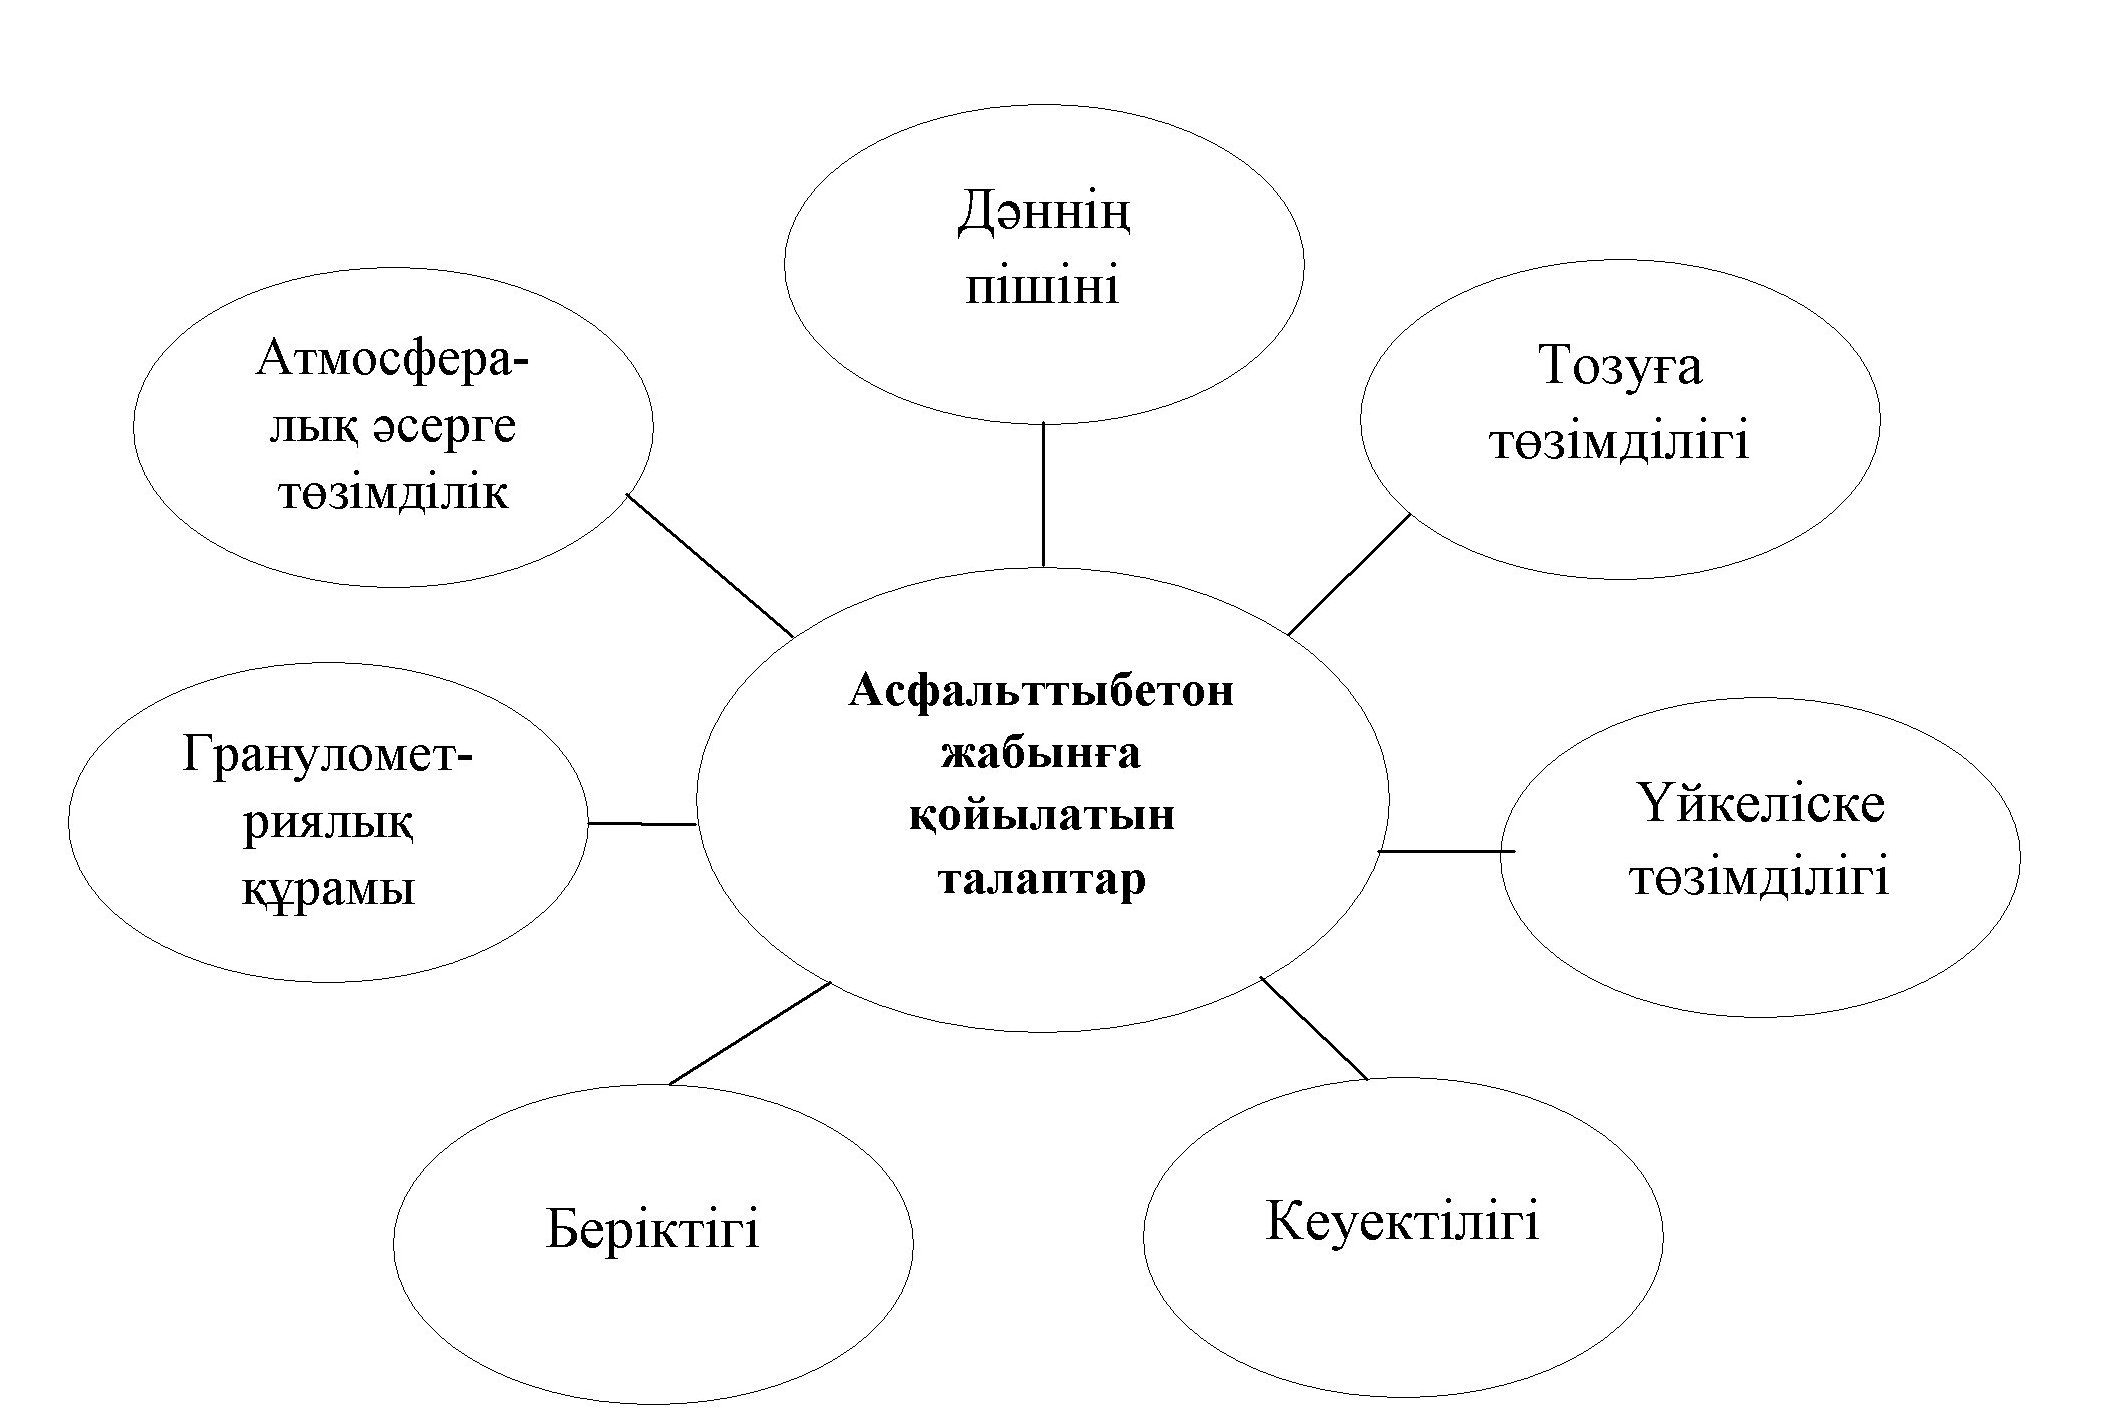 Дәннің
пішіні
Атмосфера-
лық әсерге
төзімділік
Тозуға
төзімділігі
Асфальттыбетон
жабынға
қойылатын
талаптар
Грануломет-
риялық
құрамы
Үйкеліске
төзімділігі
Беріктігі
Кеуектілігі